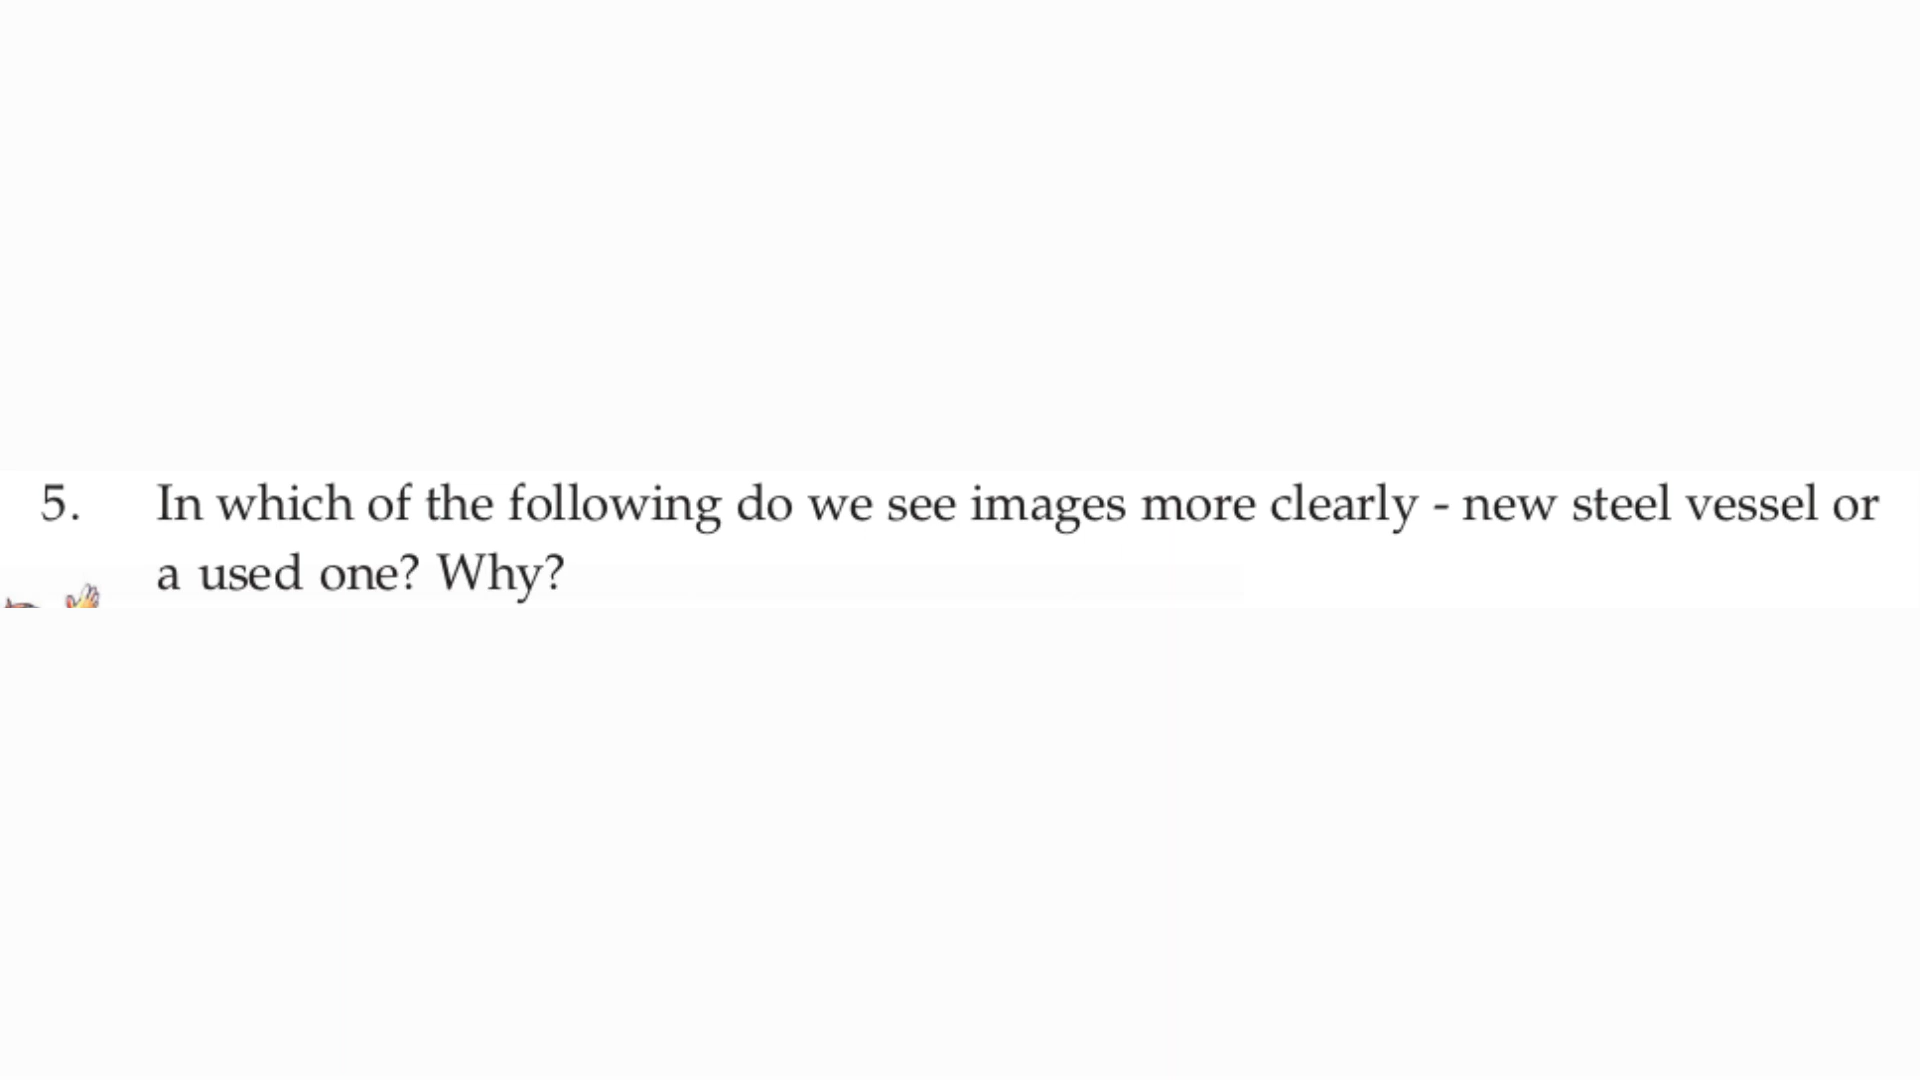 5. In which of the following do we see images more clearly - new steel vessel or
a used one? Why?